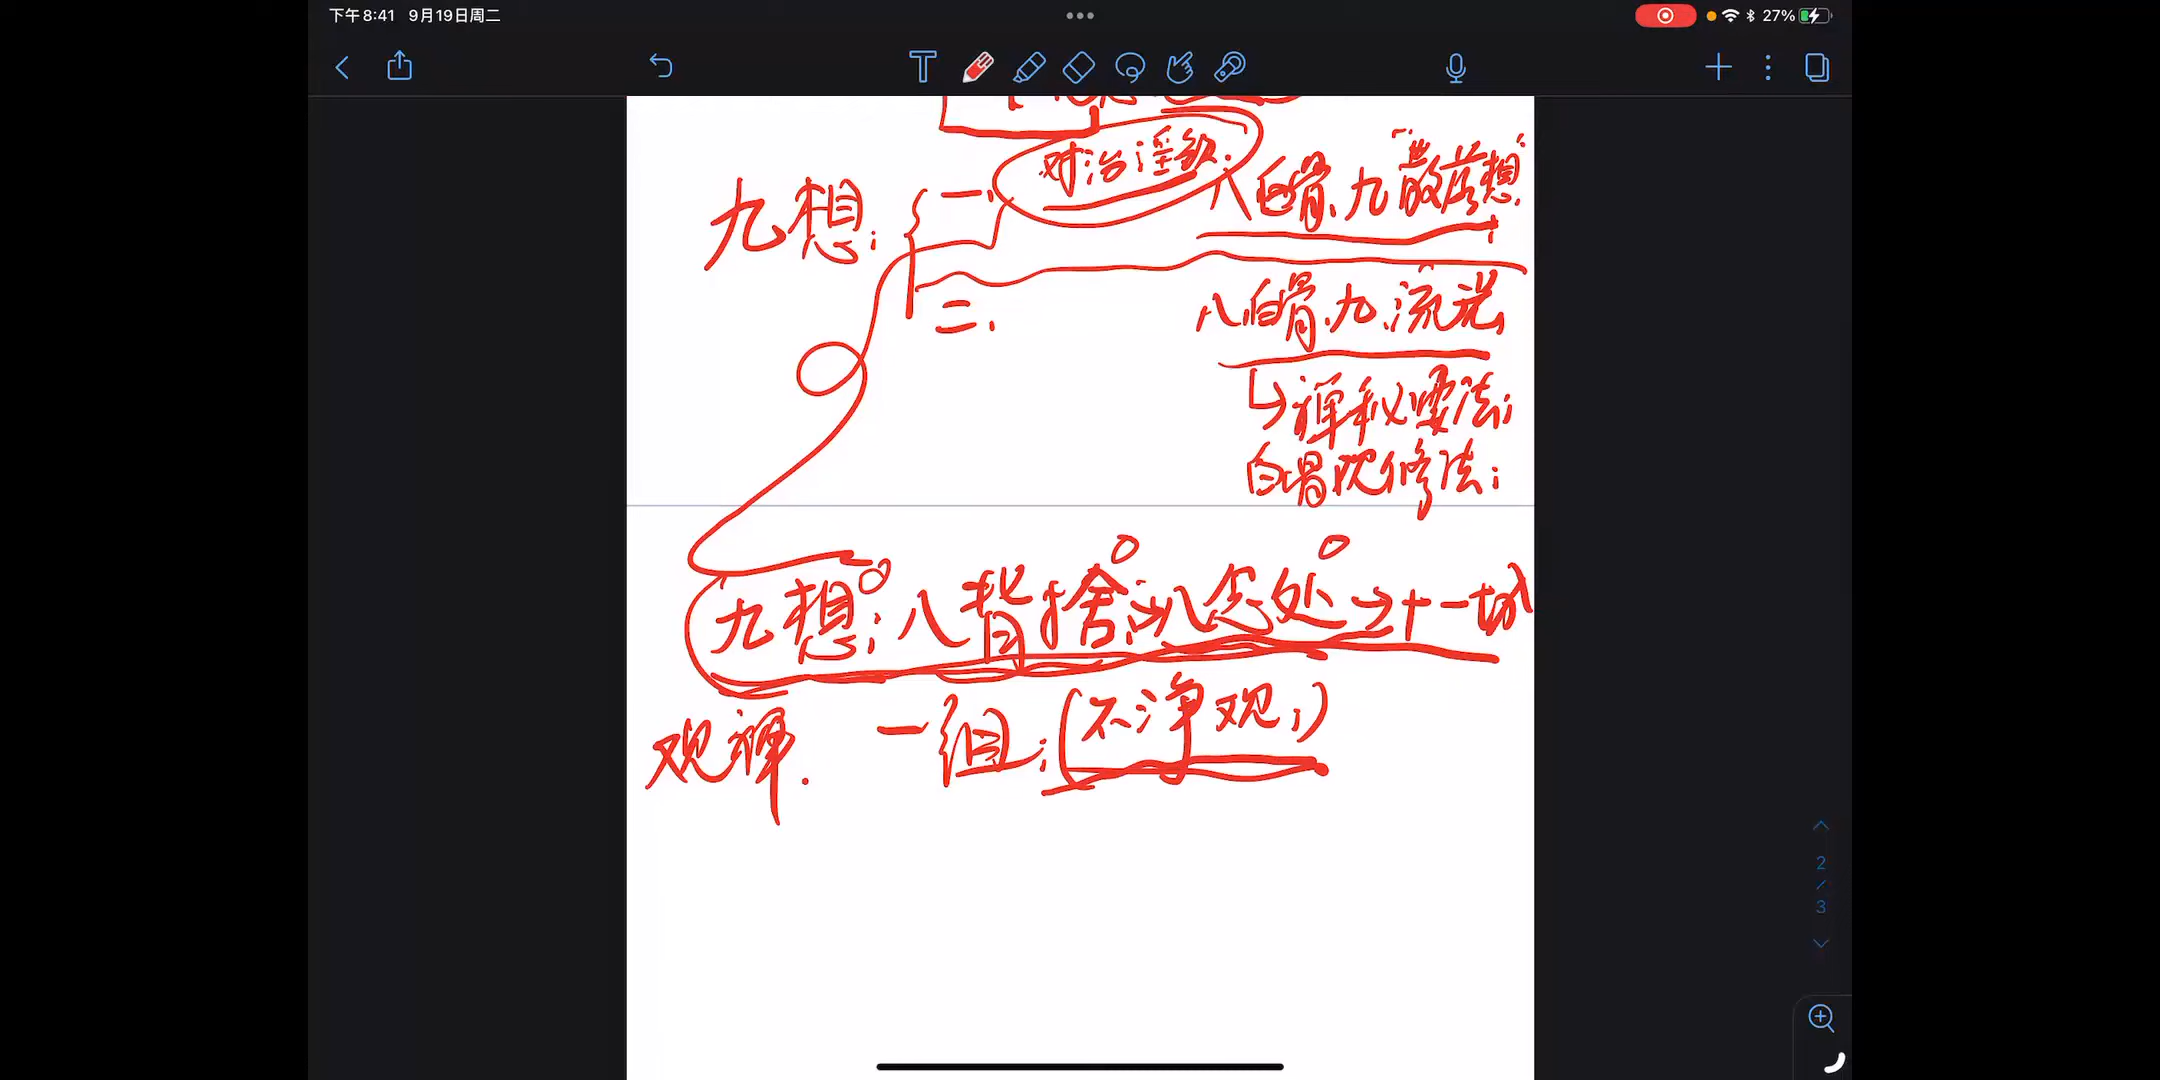 下午8:41 9月19日周二
27%
对治淫欲.
九想: 一、八白骨、九"散落想"
二、八白骨、九、流光
↳禅秘要法;
白骨观修法;
九想; 八背舍;→八念处→十一切
观禅. 一组;(不净观;)
2
/
3